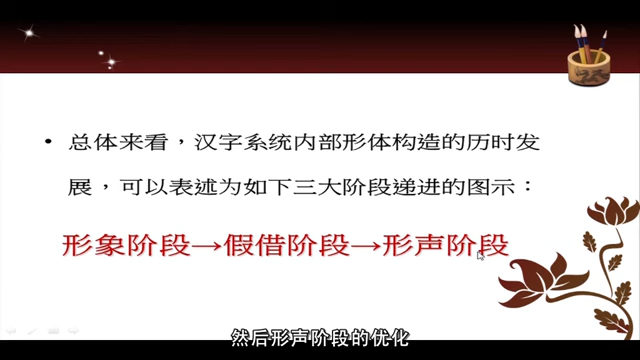 • 总体来看，汉字系统内部形体构造的历时发
展，可以表述为如下三大阶段递进的图示：
形象阶段→假借阶段→形声阶段
然后形声阶段的优化